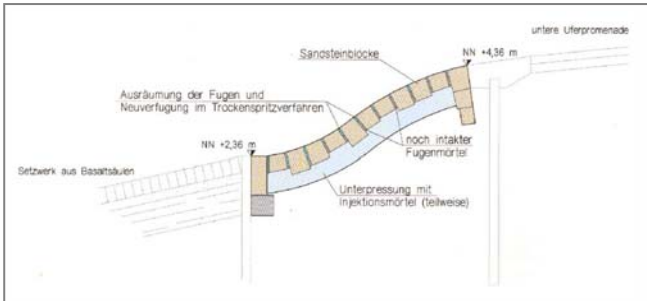 untere Uferpromenade
NN +4,36 m
Sandsteinblöcke
Ausräumung der Fugen und
Neuverfugung im Trockenspritzverfahren
noch intakter
Fugenmörtel
NN +2,36 m
Setzwerk aus Basaltsäulen
Unterpressung mit
Injektionsmörtel (teilweise)